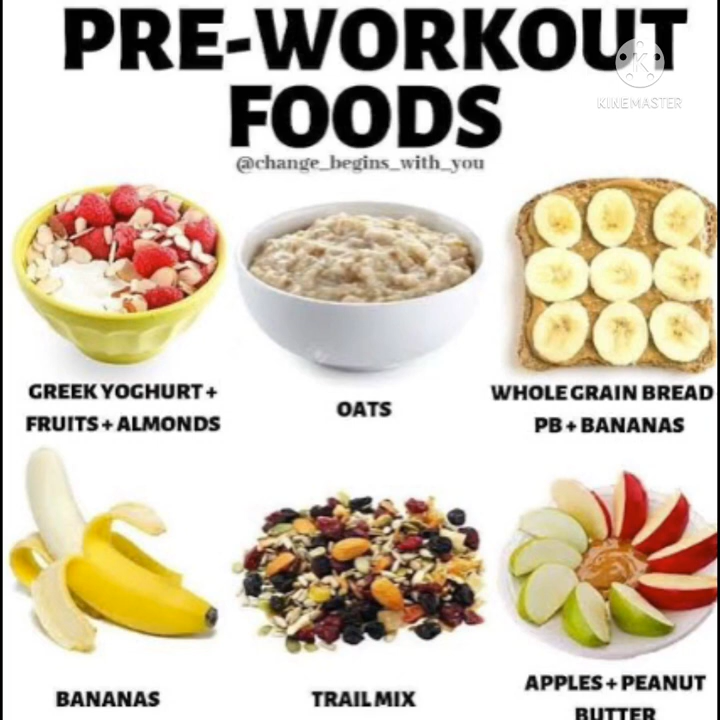 PRE-WORKOUT
KINEMASTER
FOODS
@change_begins_with_you
GREEK YOGHURT +
FRUITS + ALMONDS
OATS
WHOLE GRAIN BREAD
PB + BANANAS
BANANAS
TRAIL MIX
APPLES + PEANUT
BUTTER